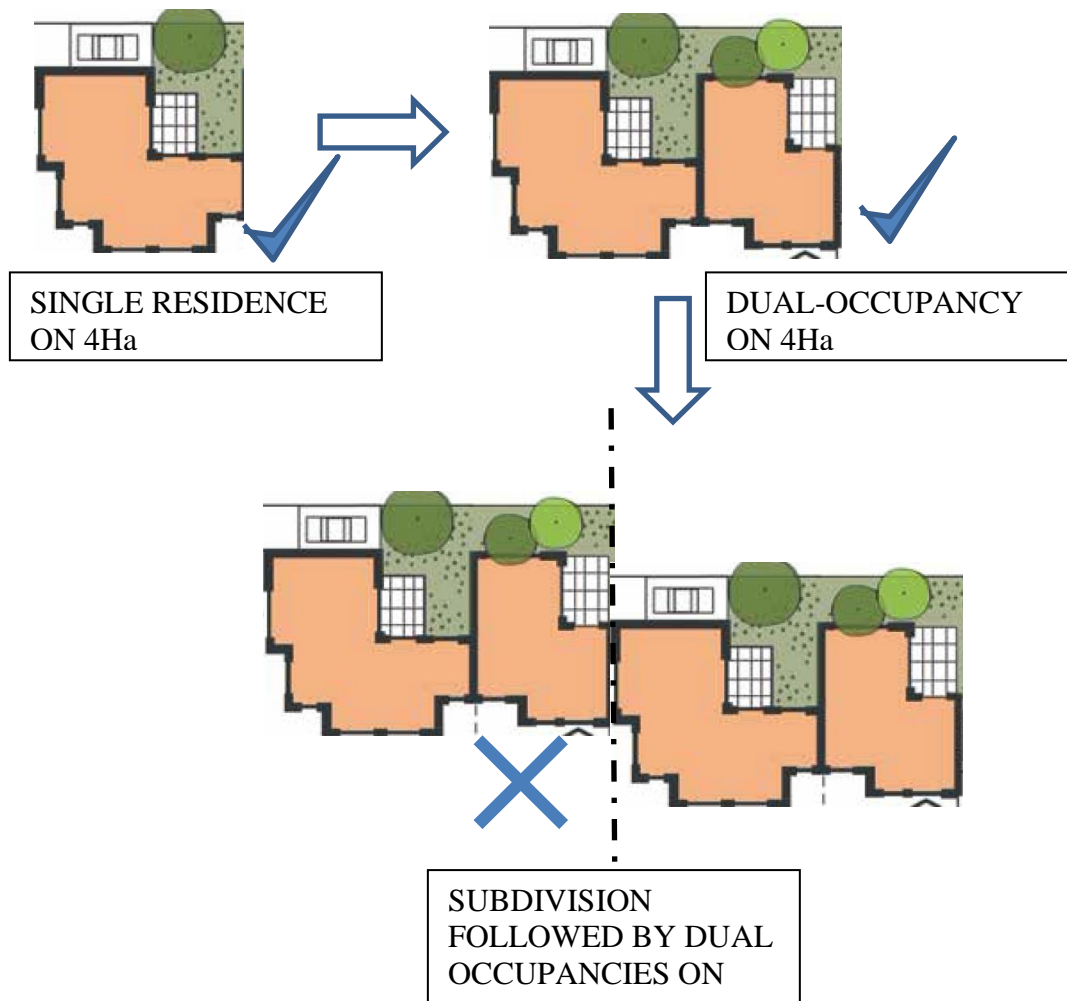 SINGLE RESIDENCE
ON 4Ha
DUAL-OCCUPANCY
ON 4Ha
SUBDIVISION
FOLLOWED BY DUAL
OCCUPANCIES ON